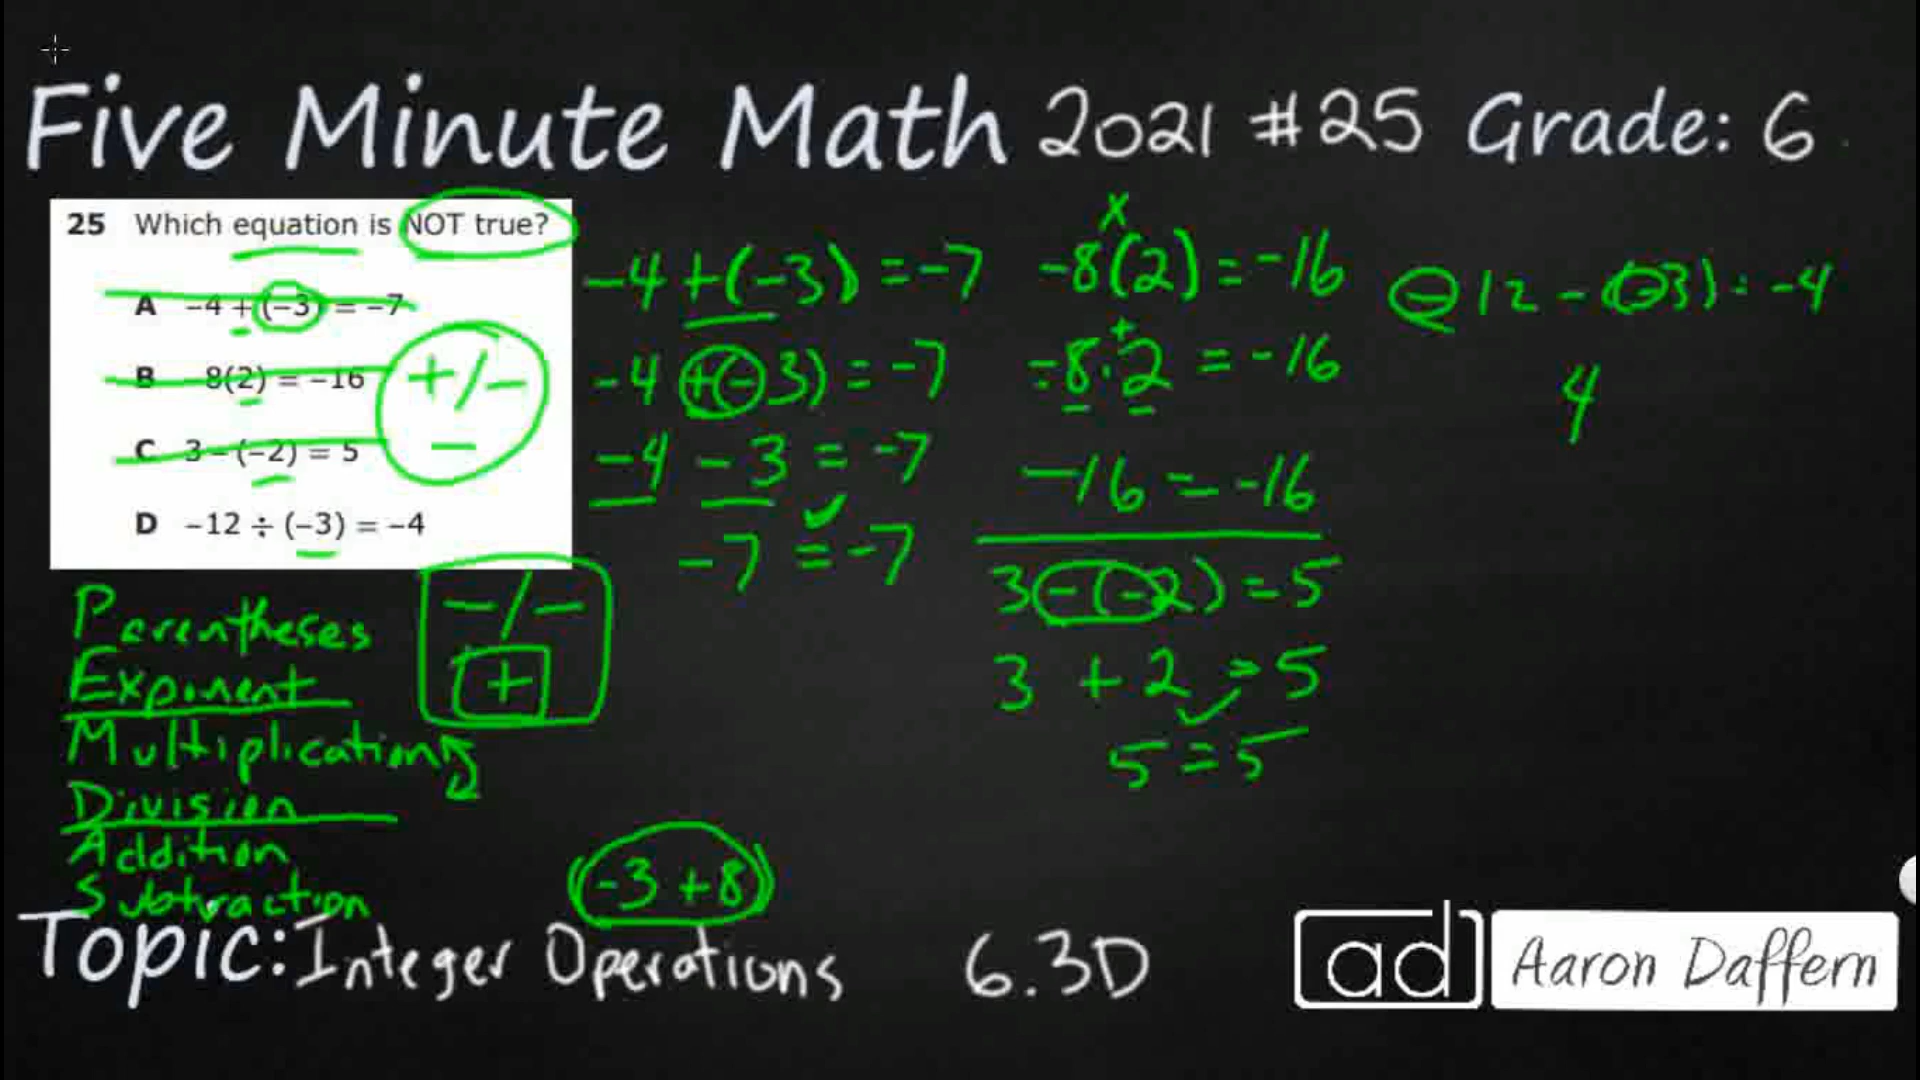 Five Minute Math 2021 #25 Grade: 6
25 Which equation is NOT true?
A -4 + (-3) = -7
B -8(2) = -16
C 3 - (-2) = 5
D -12 ÷ (-3) = -4
+/-
-
-4 + (-3) = -7
-4 + (-3) = -7
-4 - 3 = -7
-7 = -7
x
-8(2) = -16
+
-8 · 2 = -16
-16 = -16
3 - (-2) = 5
3 + 2 = 5
5 = 5
-12 - (-3) = -4
4
Parentheses
Exponent
Multiplication
Division
Addition
Subtraction
-/-
+
(-3 + 8)
Topic: Integer Operations 6.3D
ad Aaron Daffern